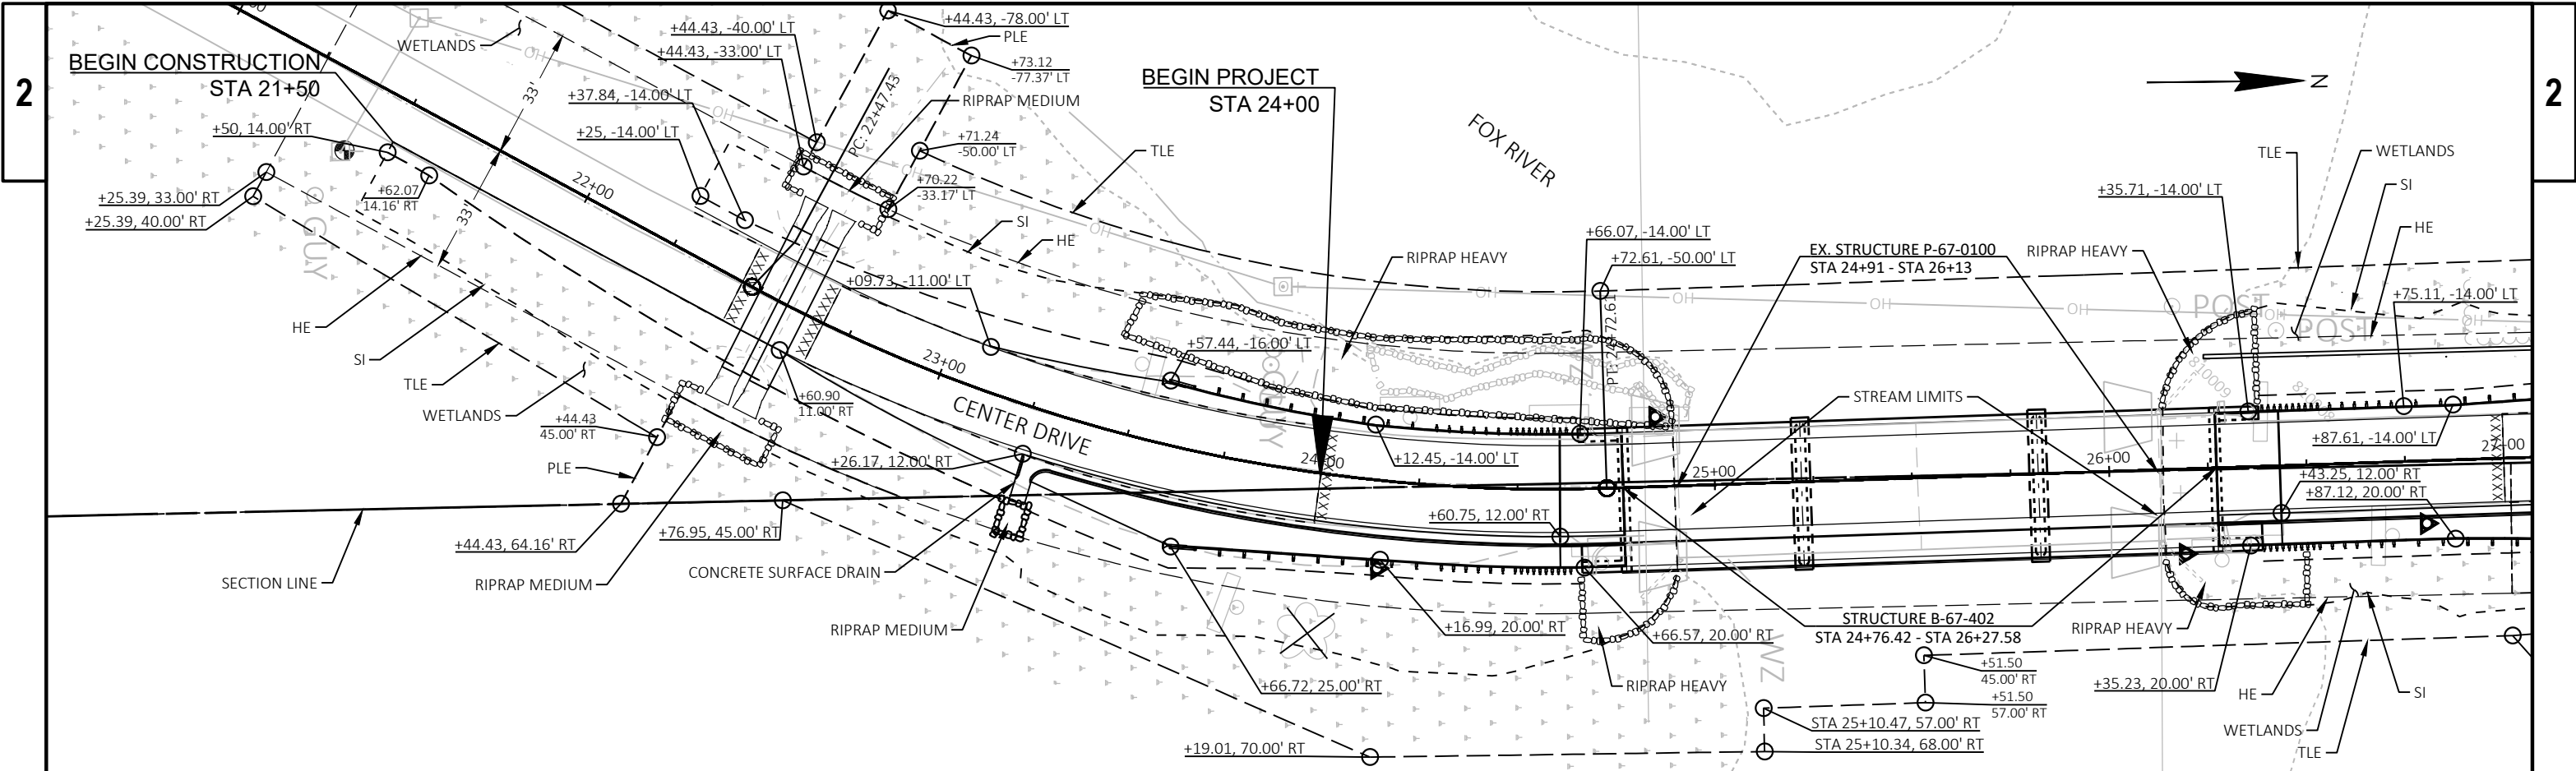 2
2
BEGIN CONSTRUCTION
STA 21+50
WETLANDS
33'
33'
+50, 14.00' RT
+62.07
14.16' RT
+25.39, 33.00' RT
+25.39, 40.00' RT
GUY
HE
SI
TLE
WETLANDS
22+00
+44.43, -40.00' LT
+44.43, -33.00' LT
+37.84, -14.00' LT
+25, -14.00' LT
+44.43, -78.00' LT
PLE
+73.12
-77.37' LT
PC: 22+47.43
RIPRAP MEDIUM
+71.24
-50.00' LT
+70.22
-33.17' LT
TLE
SI
HE
OH
OH
OH
OH
OH
OH
OH
OH
OH
BEGIN PROJECT
STA 24+00
FOX RIVER
N
+09.73, -11.00' LT
+57.44, -16.00' LT
RIPRAP HEAVY
+66.07, -14.00' LT
+72.61, -50.00' LT
EX. STRUCTURE P-67-0100
STA 24+91 - STA 26+13
RIPRAP HEAVY
+35.71, -14.00' LT
TLE
WETLANDS
SI
HE
POST
POST
+75.11, -14.00' LT
+87.61, -14.00' LT
XXXXXX
XXXXXX
23+00
CENTER DRIVE
+60.90
11.00' RT
+44.43
45.00' RT
PLE
+26.17, 12.00' RT
+12.45, -14.00' LT
STREAM LIMITS
25+00
26+00
+43.25, 12.00' RT
+87.12, 20.00' RT
+60.75, 12.00' RT
+44.43, 64.16' RT
+76.95, 45.00' RT
SECTION LINE
RIPRAP MEDIUM
CONCRETE SURFACE DRAIN
RIPRAP MEDIUM
+16.99, 20.00' RT
+66.57, 20.00' RT
+66.72, 25.00' RT
RIPRAP HEAVY
STRUCTURE B-67-402
STA 24+76.42 - STA 26+27.58
RIPRAP HEAVY
+51.50
45.00' RT
+51.50
57.00' RT
+35.23, 20.00' RT
HE
SI
WETLANDS
TLE
STA 25+10.47, 57.00' RT
STA 25+10.34, 68.00' RT
+19.01, 70.00' RT